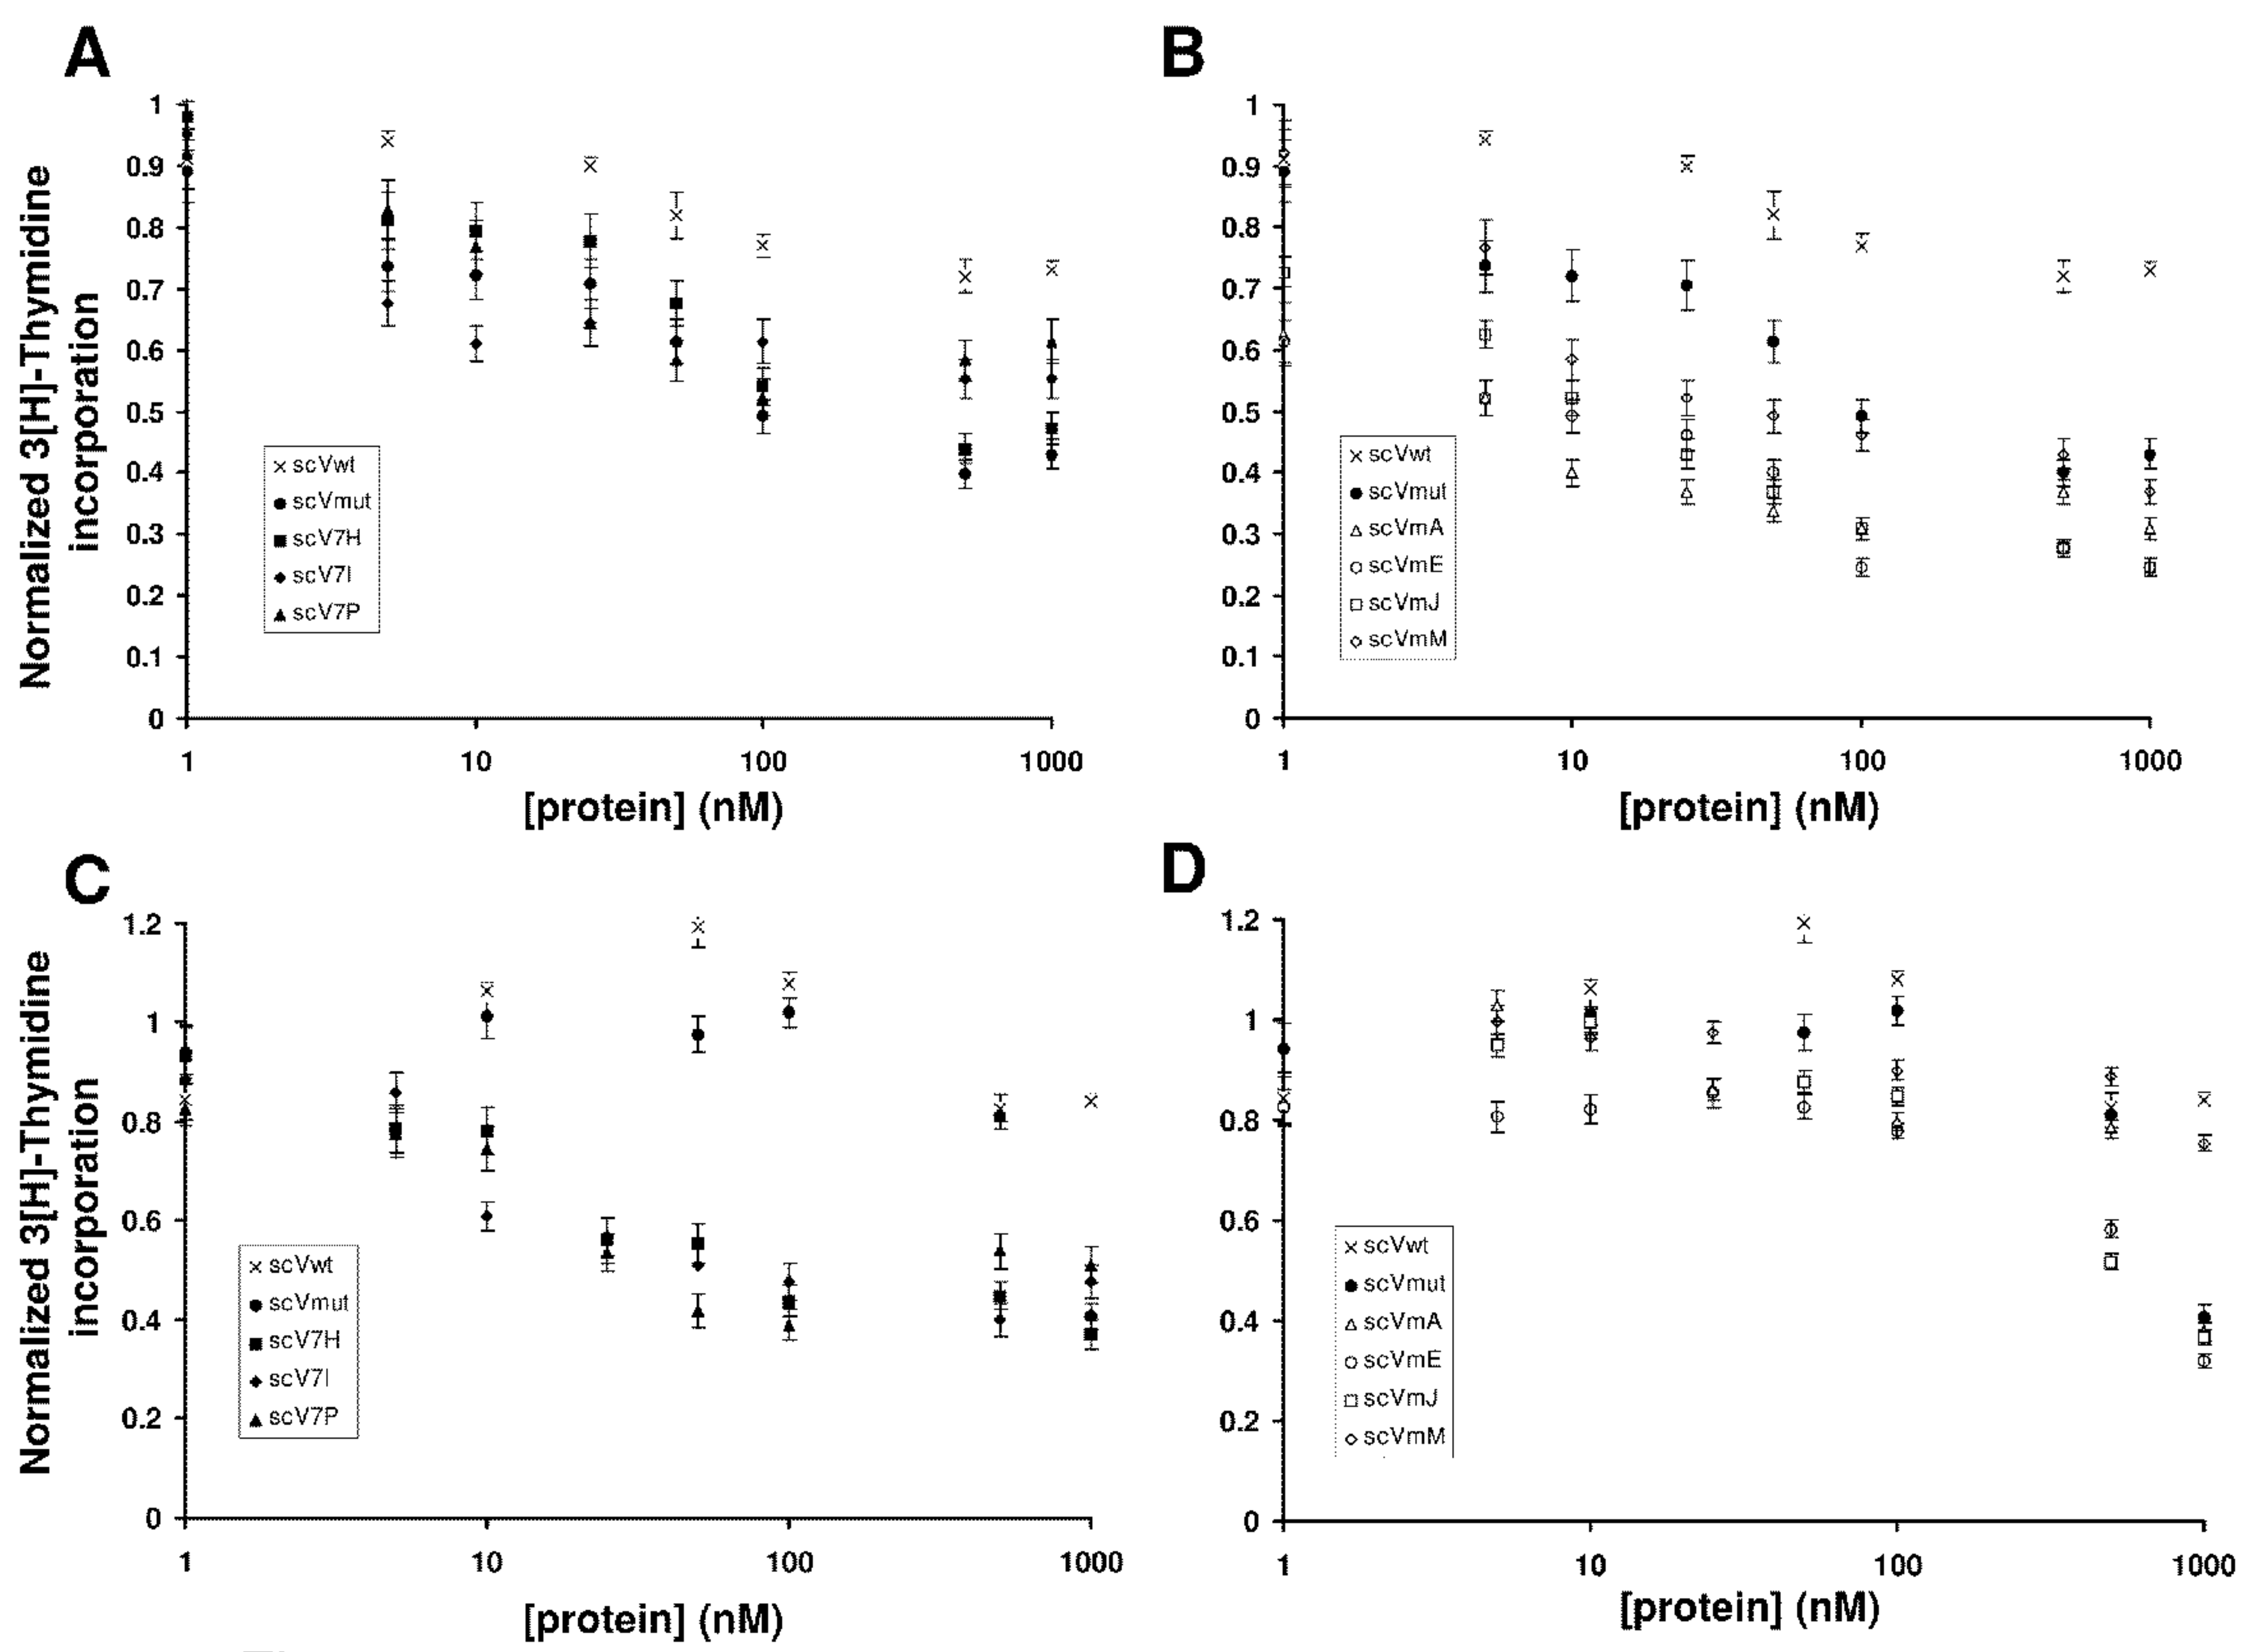 A
Normalized 3[H]-Thymidine
incorporation
1
0.9
0.8
0.7
0.6
0.5
0.4
0.3
0.2
0.1
0
× scVwt
● scVmut
■ scV7H
◆ scV7I
▲ scV7P
1 10 100 1000
[protein] (nM)
B
1
0.9
0.8
0.7
0.6
0.5
0.4
0.3
0.2
0.1
0
× scVwt
● scVmut
△ scVmA
○ scVmE
□ scVmJ
◇ scVmM
1 10 100 1000
[protein] (nM)
C
Normalized 3[H]-Thymidine
incorporation
1.2
1
0.8
0.6
0.4
0.2
0
× scVwt
● scVmut
■ scV7H
◆ scV7I
▲ scV7P
1 10 100 1000
[protein] (nM)
D
1.2
1
0.8
0.6
0.4
0.2
0
× scVwt
● scVmut
△ scVmA
○ scVmE
□ scVmJ
◇ scVmM
1 10 100 1000
[protein] (nM)